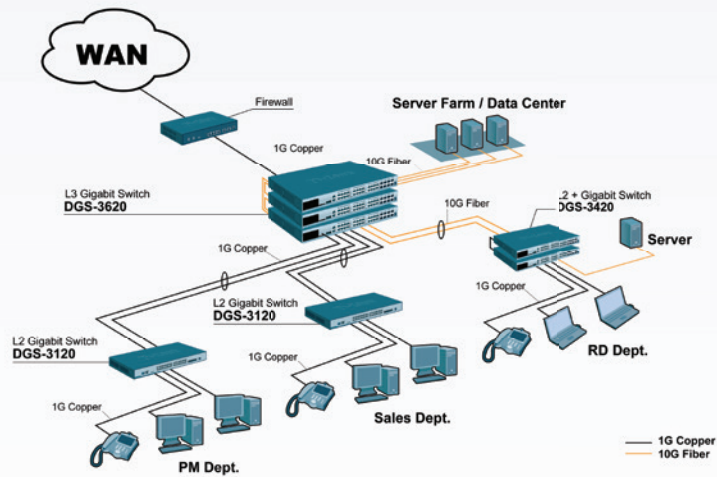 WAN
Firewall
Server Farm / Data Center
1G Copper
10G Fiber
L3 Gigabit Switch
DGS-3620
L2 + Gigabit Switch
DGS-3420
10G Fiber
Server
1G Copper
L2 Gigabit Switch
DGS-3120
1G Copper
L2 Gigabit Switch
DGS-3120
RD Dept.
1G Copper
Sales Dept.
1G Copper
PM Dept.
1G Copper
10G Fiber